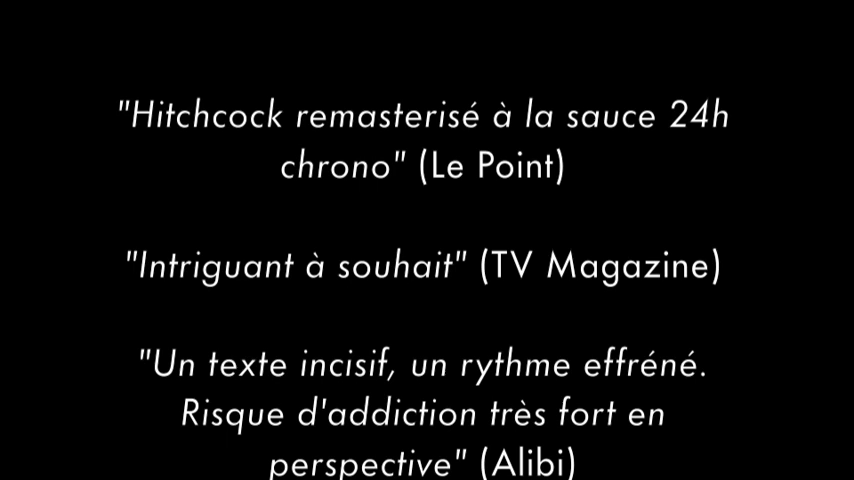 "Hitchcock remasterisé à la sauce 24h
chrono" (Le Point)
"Intriguant à souhait" (TV Magazine)
"Un texte incisif, un rythme effréné.
Risque d'addiction très fort en
perspective" (Alibi)